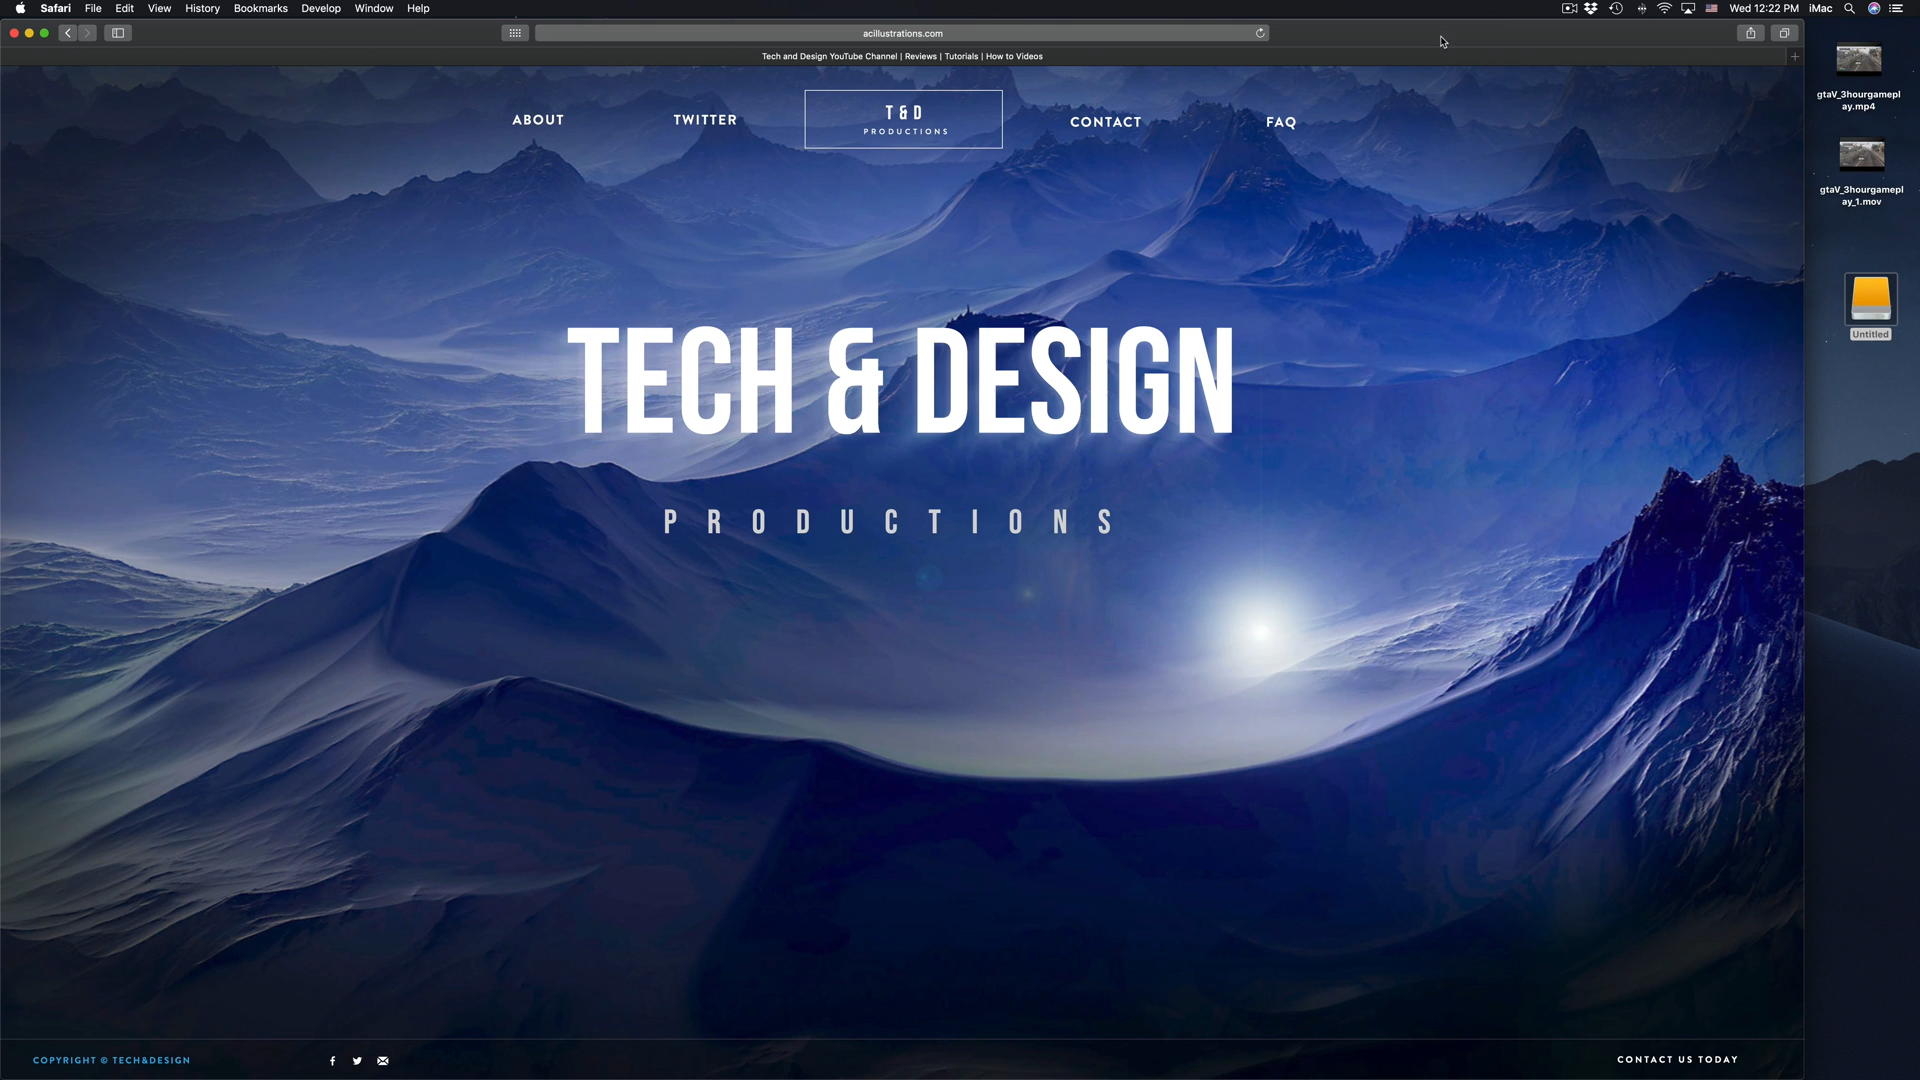 Safari File Edit View History Bookmarks Develop Window Help
Wed 12:22 PM iMac
acillustrations.com
Tech and Design YouTube Channel | Reviews | Tutorials | How to Videos
ABOUT
TWITTER
T & D
PRODUCTIONS
CONTACT
FAQ
TECH & DESIGN
PRODUCTIONS
gtaV_3hourgamepl
ay.mp4
gtaV_3hourgamepl
ay_1.mov
Untitled
COPYRIGHT © TECH&DESIGN
CONTACT US TODAY